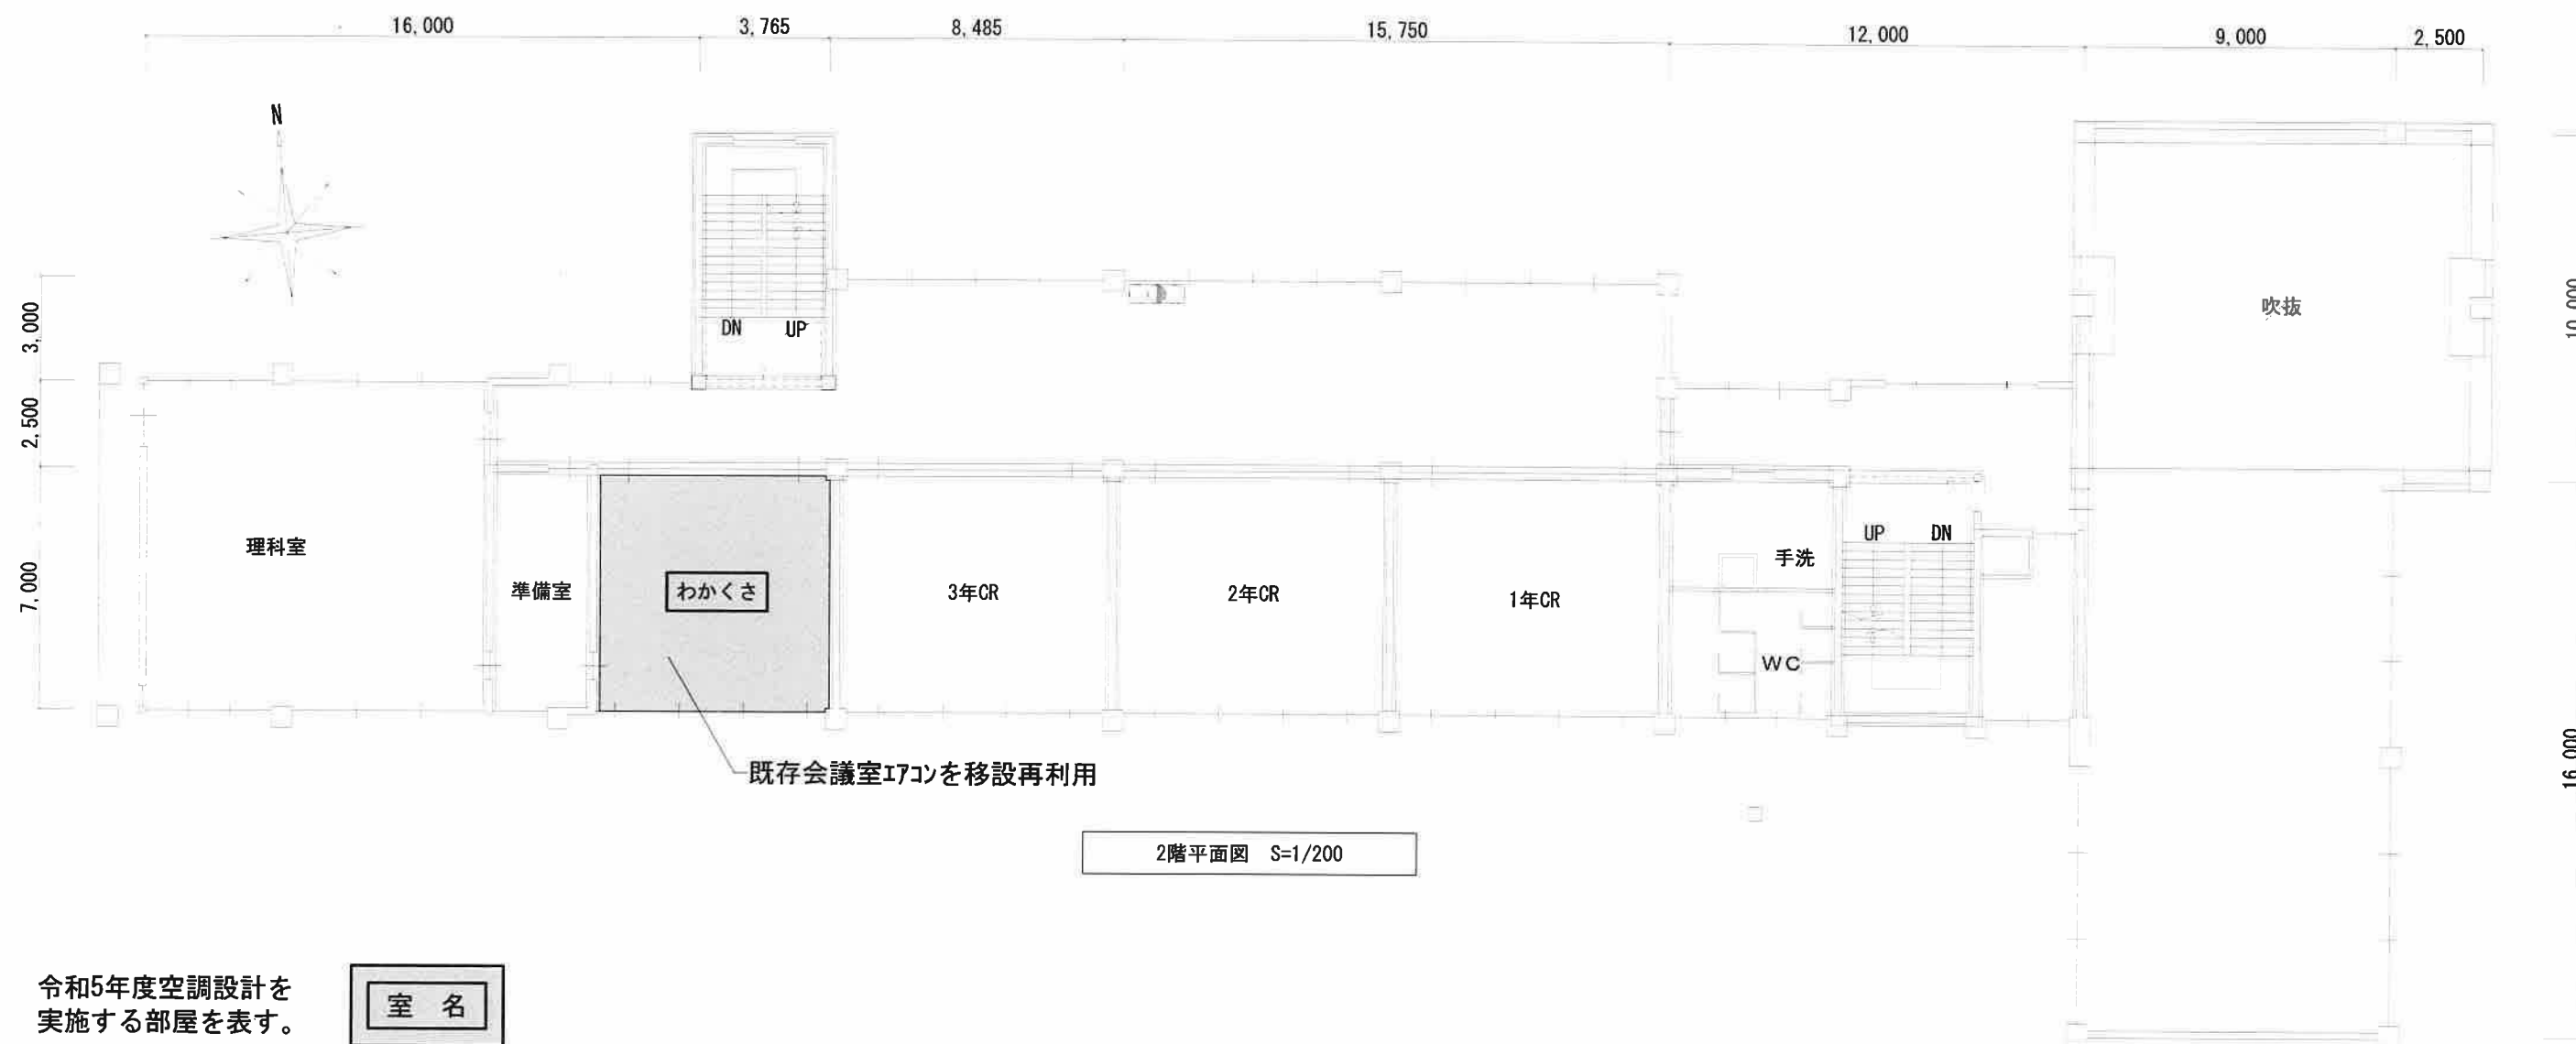 16,000
3,765
8,485
15,750
12,000
9,000
2,500
N
3,000
2,500
7,000
10,000
16,000
DN
UP
吹抜
理科室
準備室
わかくさ
3年CR
2年CR
1年CR
手洗
UP
DN
WC
既存会議室ｴｱｺﾝを移設再利用
2階平面図 S=1/200
令和5年度空調設計を
実施する部屋を表す。
室 名